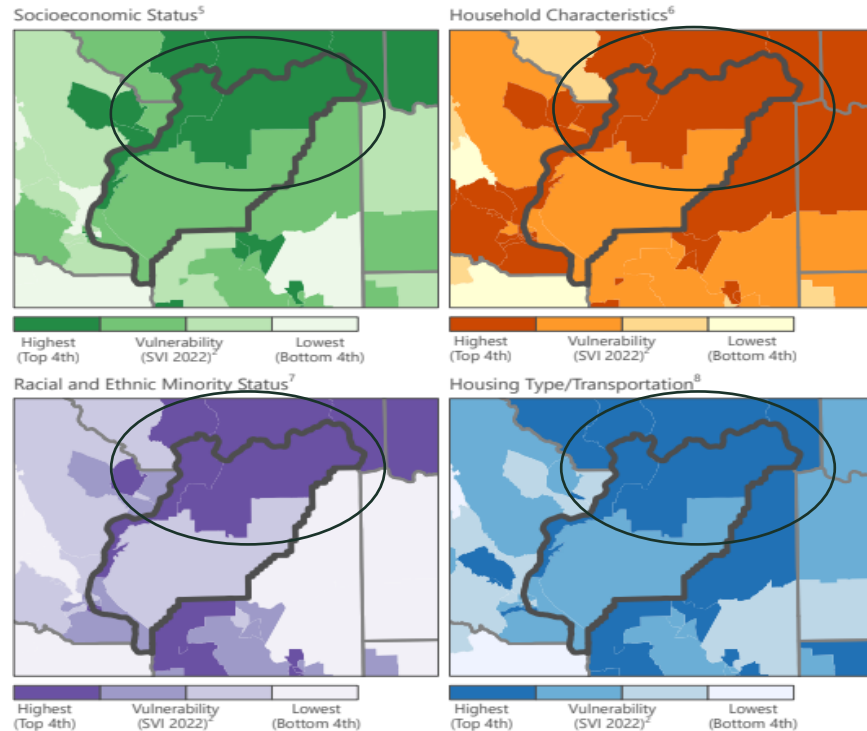 Socioeconomic Status⁵
Household Characteristics⁶
Highest
(Top 4th)
Vulnerability
(SVI 2022)²
Lowest
(Bottom 4th)
Highest
(Top 4th)
Vulnerability
(SVI 2022)²
Lowest
(Bottom 4th)
Racial and Ethnic Minority Status⁷
Housing Type/Transportation⁸
Highest
(Top 4th)
Vulnerability
(SVI 2022)²
Lowest
(Bottom 4th)
Highest
(Top 4th)
Vulnerability
(SVI 2022)²
Lowest
(Bottom 4th)